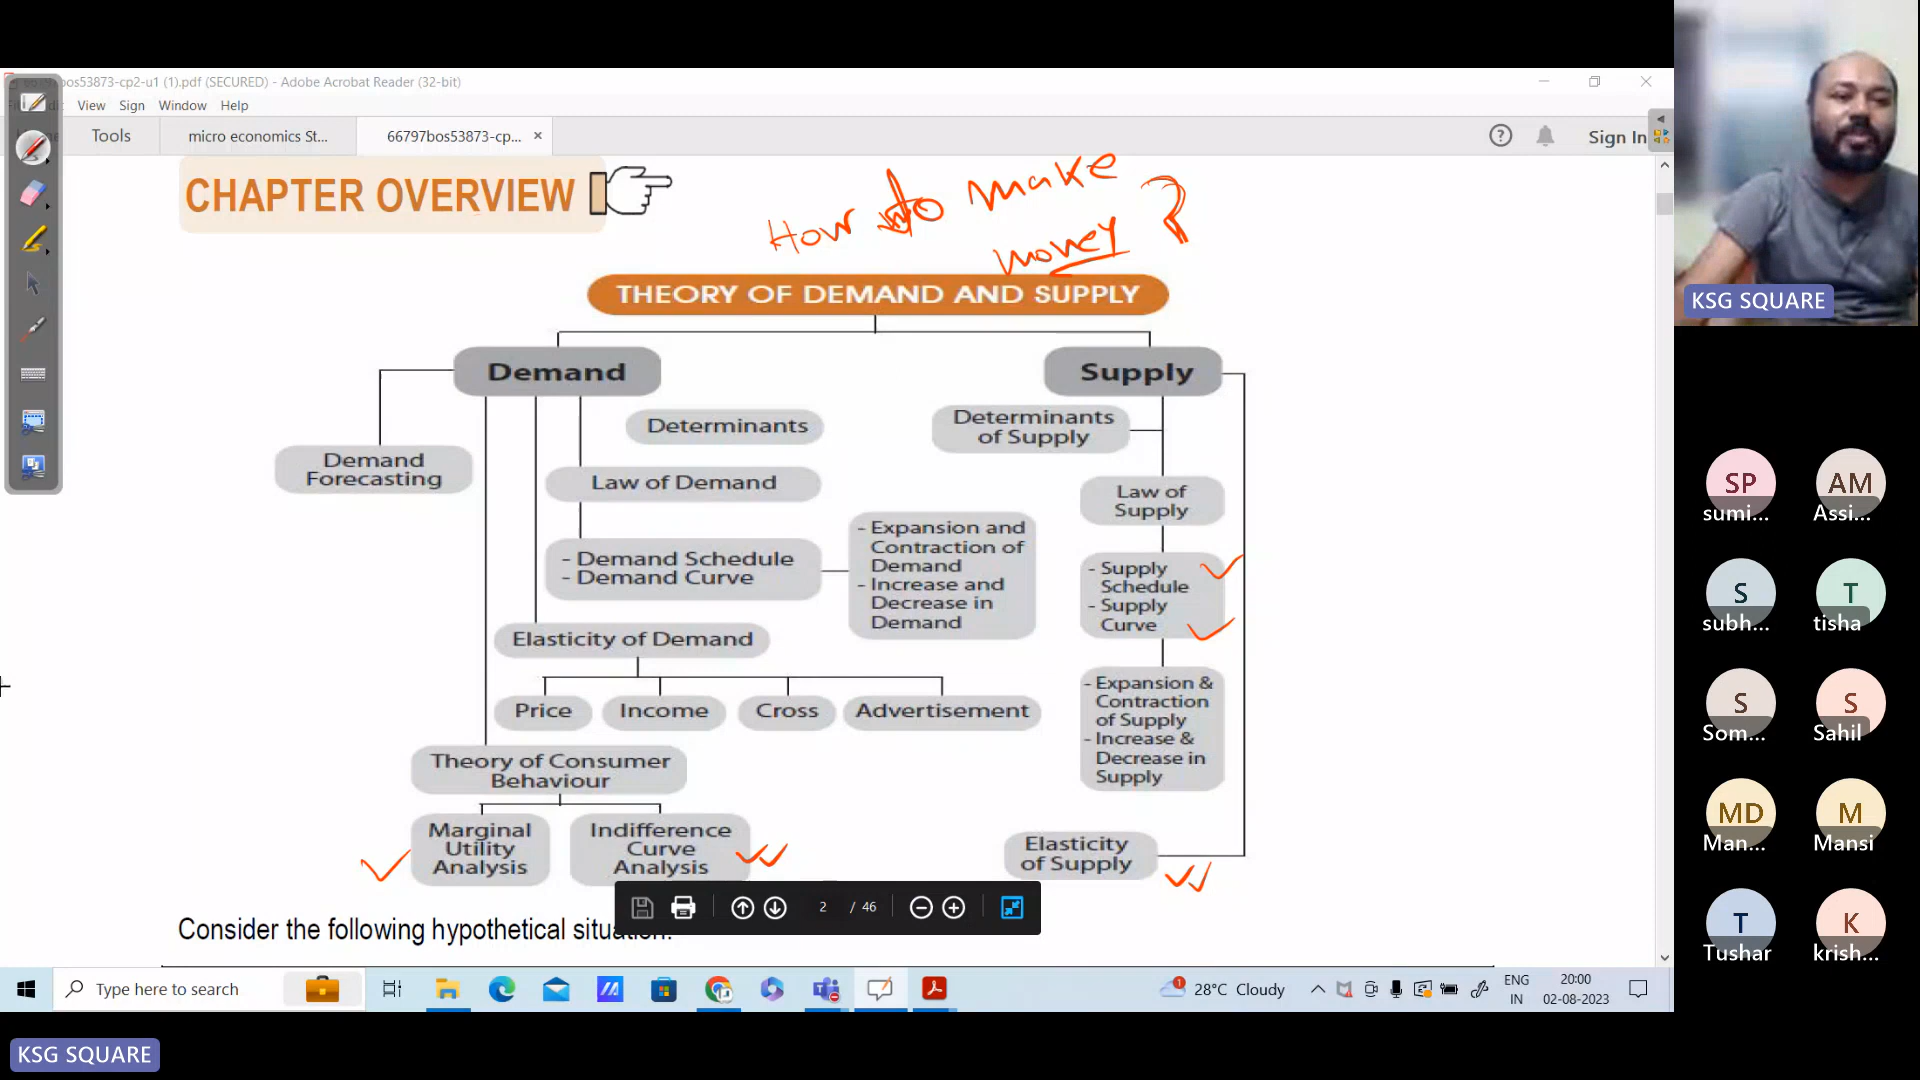 66797bos53873-cp2-u1 (1).pdf (SECURED) - Adobe Acrobat Reader (32-bit)
View Sign Window Help
Tools
micro economics St...
66797bos53873-cp...
Sign In
CHAPTER OVERVIEW
How to make
money ?
THEORY OF DEMAND AND SUPPLY
Demand
Supply
Determinants
Determinants
of Supply
Demand
Forecasting
Law of Demand
Law of
Supply
- Demand Schedule
- Demand Curve
- Expansion and
Contraction of
Demand
- Increase and
Decrease in
Demand
- Supply
Schedule
- Supply
Curve
Elasticity of Demand
Price
Income
Cross
Advertisement
- Expansion &
Contraction
of Supply
- Increase &
Decrease in
Supply
Theory of Consumer
Behaviour
Marginal
Utility
Analysis
Indifference
Curve
Analysis
Elasticity
of Supply
2 / 46
Consider the following hypothetical situation.
Type here to search
28°C Cloudy
ENG
IN
20:00
02-08-2023
KSG SQUARE
SP
sumi...
AM
Assi...
S
subh...
T
tisha
S
Som...
S
Sahil
MD
Man...
M
Mansi
T
Tushar
K
krish...
KSG SQUARE